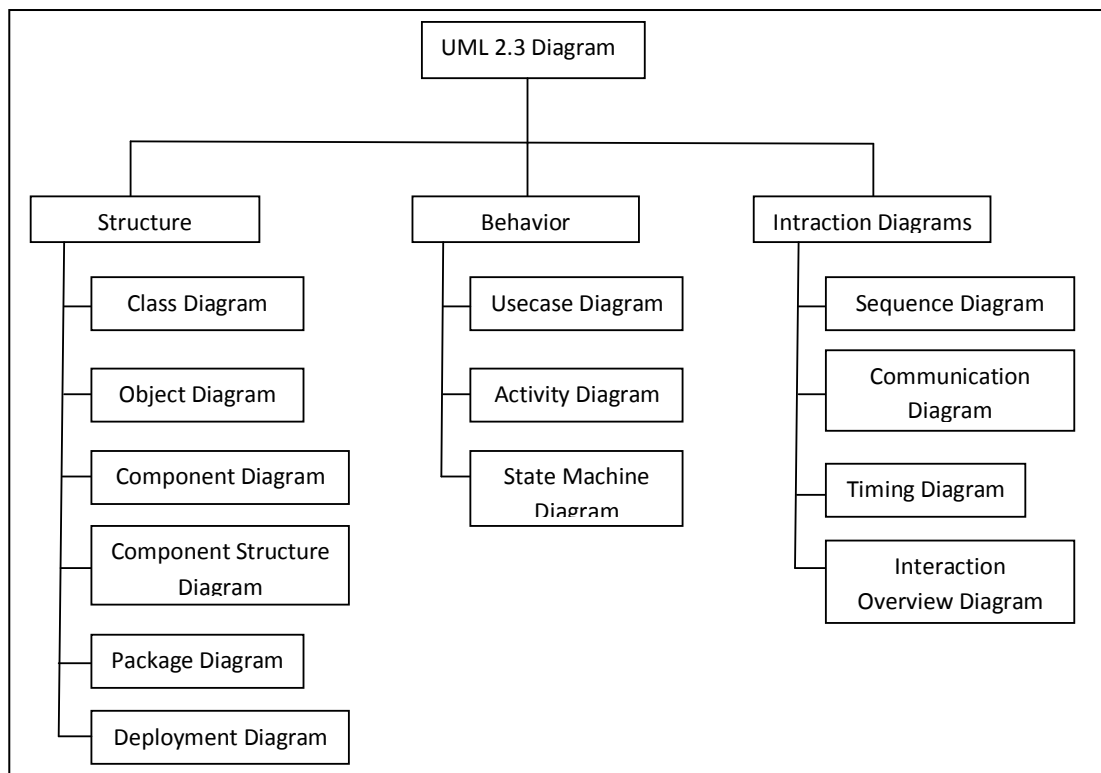 UML 2.3 Diagram
Structure
Behavior
Intraction Diagrams
Class Diagram
Object Diagram
Component Diagram
Component Structure
Diagram
Package Diagram
Deployment Diagram
Usecase Diagram
Activity Diagram
State Machine
Diagram
Sequence Diagram
Communication
Diagram
Timing Diagram
Interaction
Overview Diagram